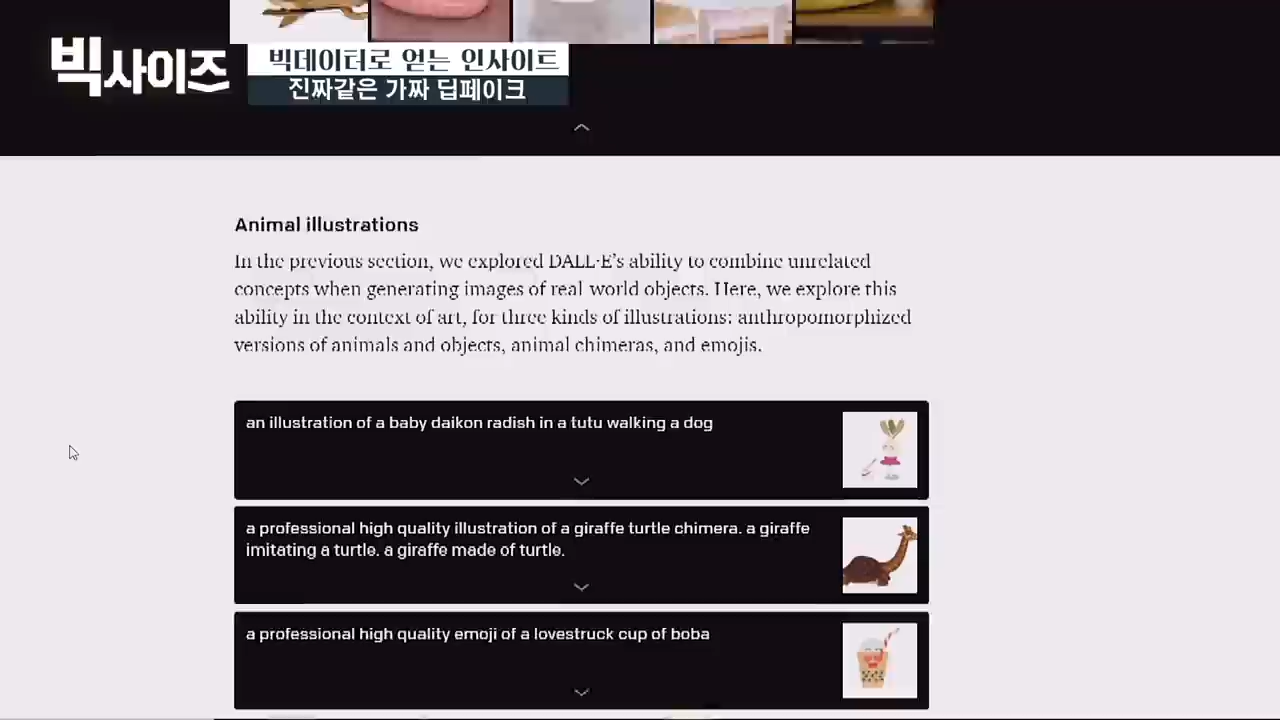 빅사이즈
빅데이터로 얻는 인사이트
진짜같은 가짜 딥페이크
Animal illustrations
In the previous section, we explored DALL·E’s ability to combine unrelated
concepts when generating images of real-world objects. Here, we explore this
ability in the context of art, for three kinds of illustrations: anthropomorphized
versions of animals and objects, animal chimeras, and emojis.
an illustration of a baby daikon radish in a tutu walking a dog
a professional high quality illustration of a giraffe turtle chimera. a giraffe
imitating a turtle. a giraffe made of turtle.
a professional high quality emoji of a lovestruck cup of boba